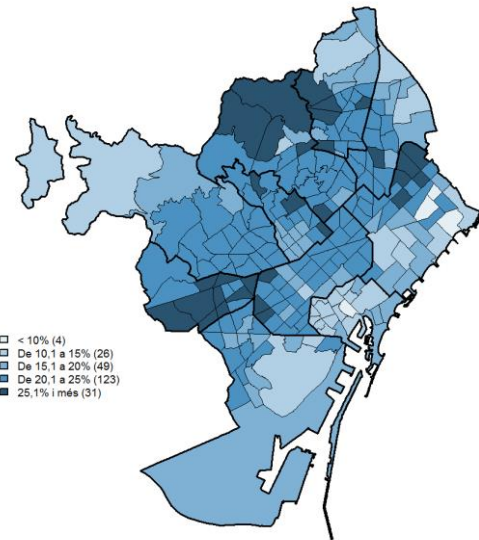 < 10% (4)
De 10,1 a 15% (26)
De 15,1 a 20% (49)
De 20,1 a 25% (123)
25,1% i més (31)